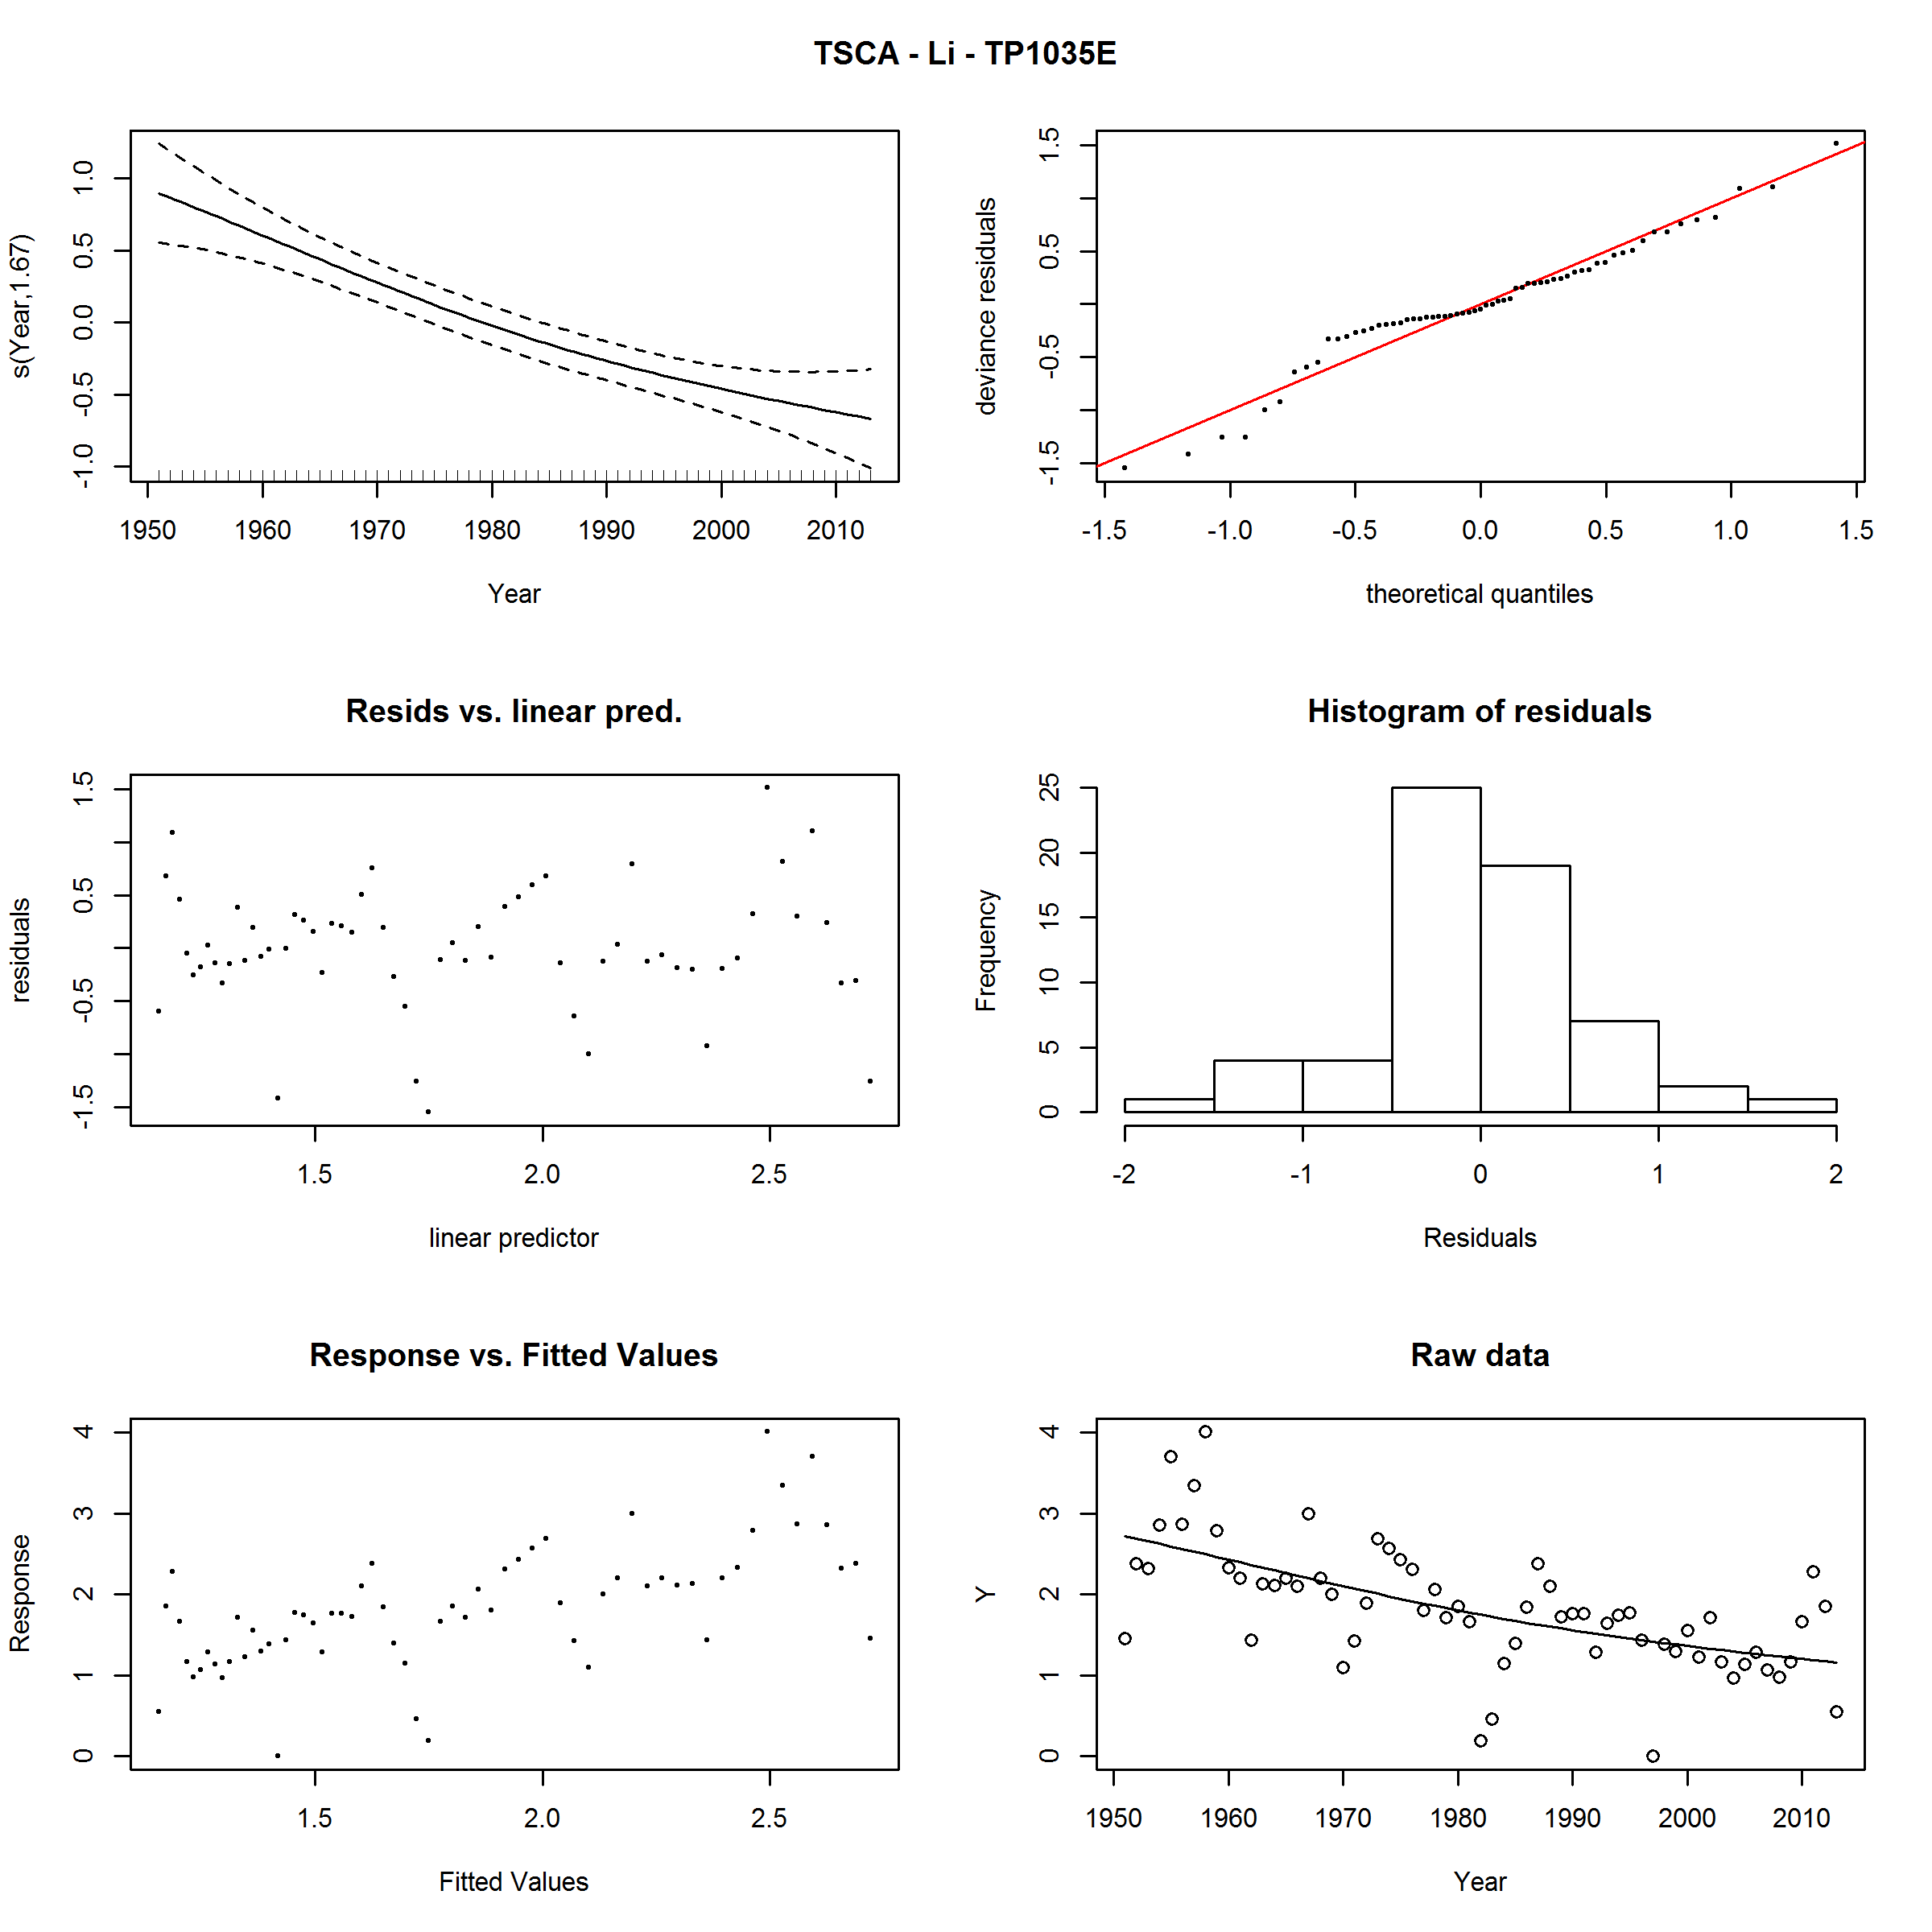 TSCA - Li - TP1035E
s(Year,1.67)
1.0
0.5
0.0
-0.5
-1.0
1950 1960 1970 1980 1990 2000 2010
Year
deviance residuals
1.5
0.5
-0.5
-1.5
-1.5 -1.0 -0.5 0.0 0.5 1.0 1.5
theoretical quantiles
Resids vs. linear pred.
residuals
1.5
0.5
-0.5
-1.5
1.5 2.0 2.5
linear predictor
Histogram of residuals
Frequency
25
20
15
10
5
0
-2 -1 0 1 2
Residuals
Response vs. Fitted Values
Response
4
3
2
1
0
1.5 2.0 2.5
Fitted Values
Raw data
Y
4
3
2
1
0
1950 1960 1970 1980 1990 2000 2010
Year